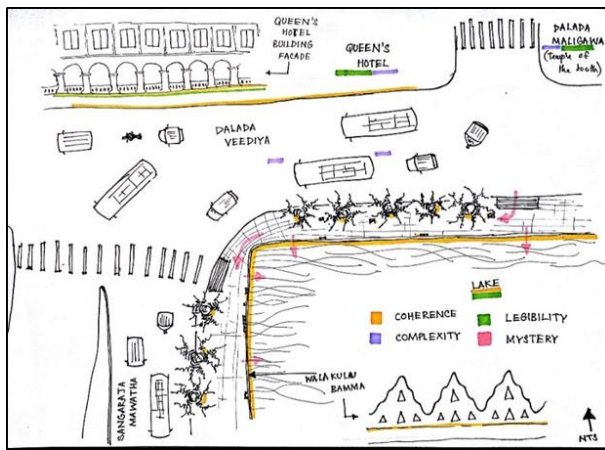 QUEEN'S
HOTEL
BUILDING
FACADE
QUEEN'S
HOTEL
DALADA
MALIGAWA
(Temple of
the tooth)
DALADA
VEEDIYA
LAKE
COHERENCE
LEGIBILITY
COMPLEXITY
MYSTERY
WALAKULU
BAMMA
SANGARAJA
MAWATHA
NTS